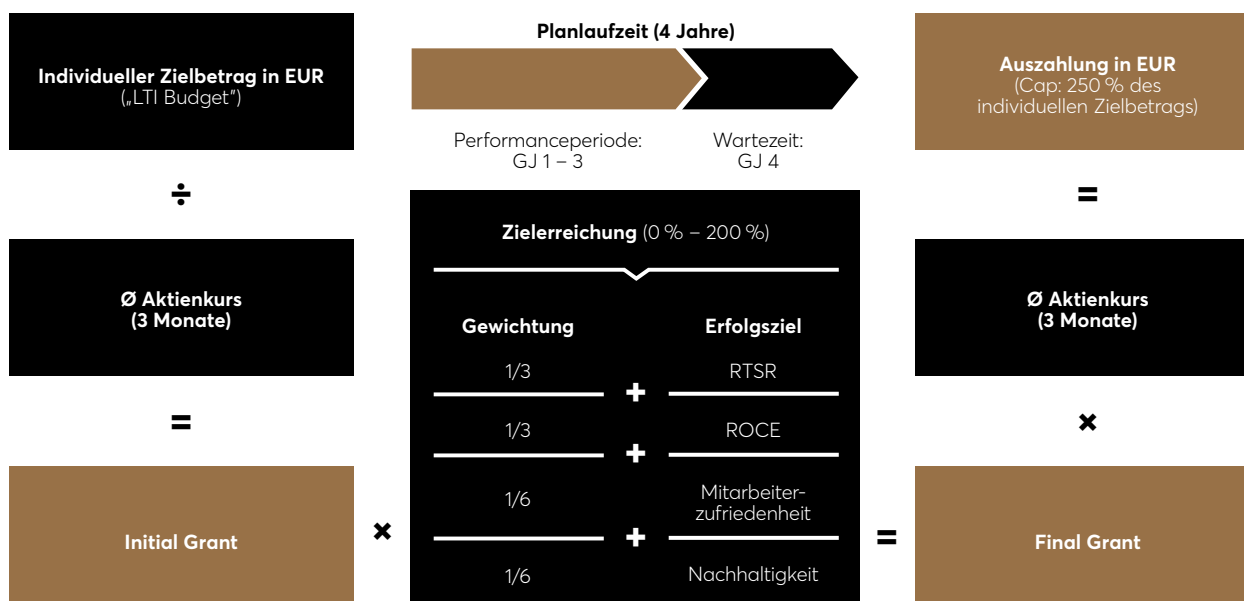 Individueller Zielbetrag in EUR
(„LTI Budget")
÷
Ø Aktienkurs
(3 Monate)
=
Initial Grant
×
Planlaufzeit (4 Jahre)
Performanceperiode:
GJ 1 – 3
Wartezeit:
GJ 4
Zielerreichung (0 % – 200 %)
Gewichtung Erfolgsziel
1/3 + RTSR
1/3 + ROCE
1/6 + Mitarbeiter-
zufriedenheit
1/6 Nachhaltigkeit
=
Auszahlung in EUR
(Cap: 250 % des
individuellen Zielbetrags)
=
Ø Aktienkurs
(3 Monate)
×
Final Grant